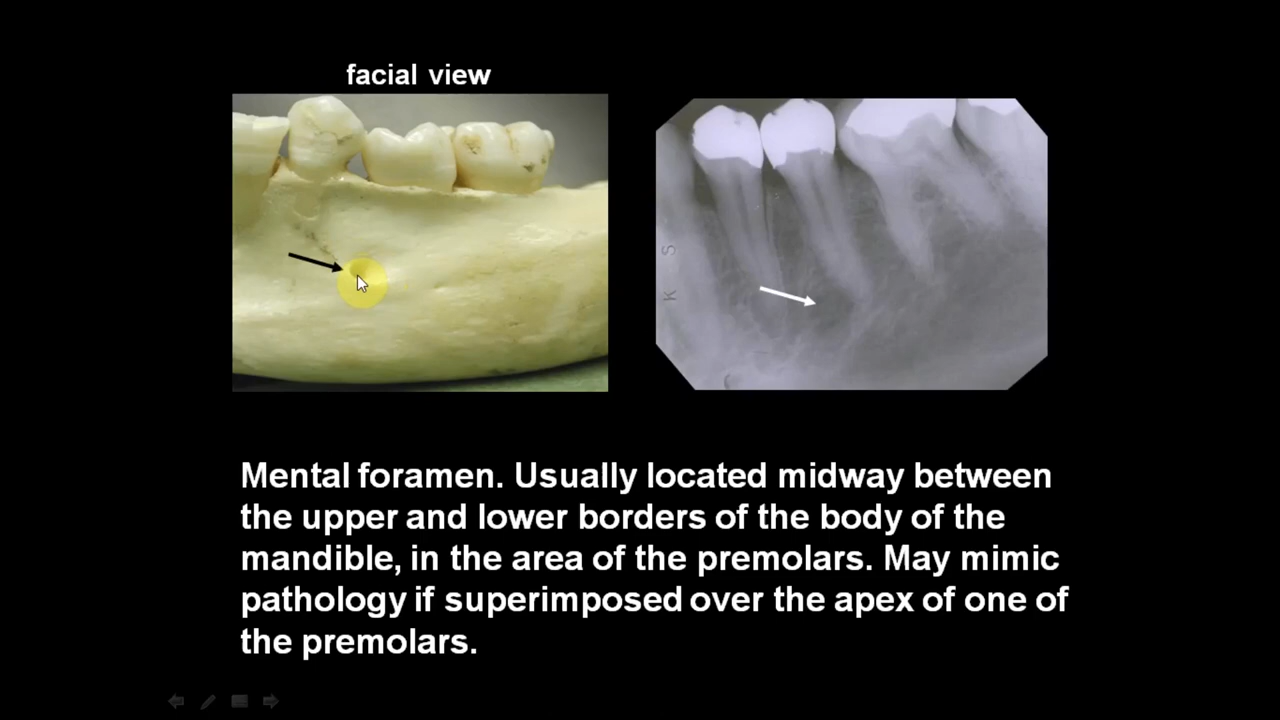 facial view
S
K
Mental foramen. Usually located midway between
the upper and lower borders of the body of the
mandible, in the area of the premolars. May mimic
pathology if superimposed over the apex of one of
the premolars.